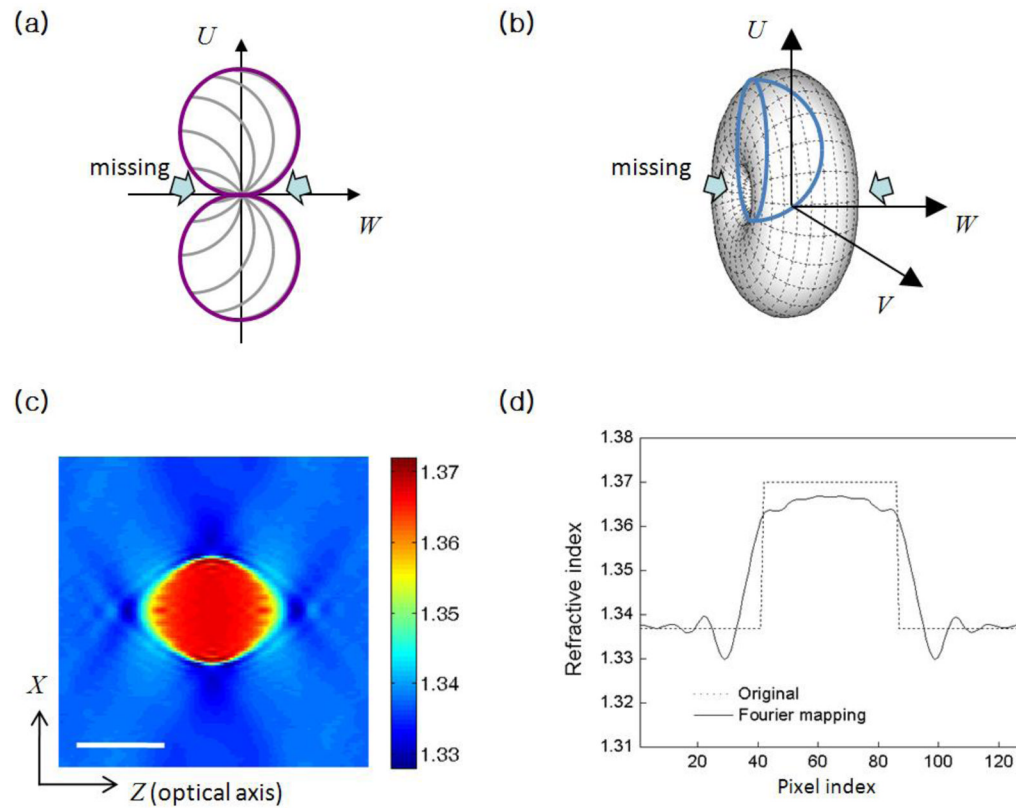 (a)
U
missing
W
(b)
U
missing
W
V
(c)
1.37
1.36
1.35
1.34
1.33
X
Z (optical axis)
(d)
1.38
1.37
1.36
1.35
1.34
1.33
1.32
1.31
Refractive index
Original
Fourier mapping
20 40 60 80 100 120
Pixel index